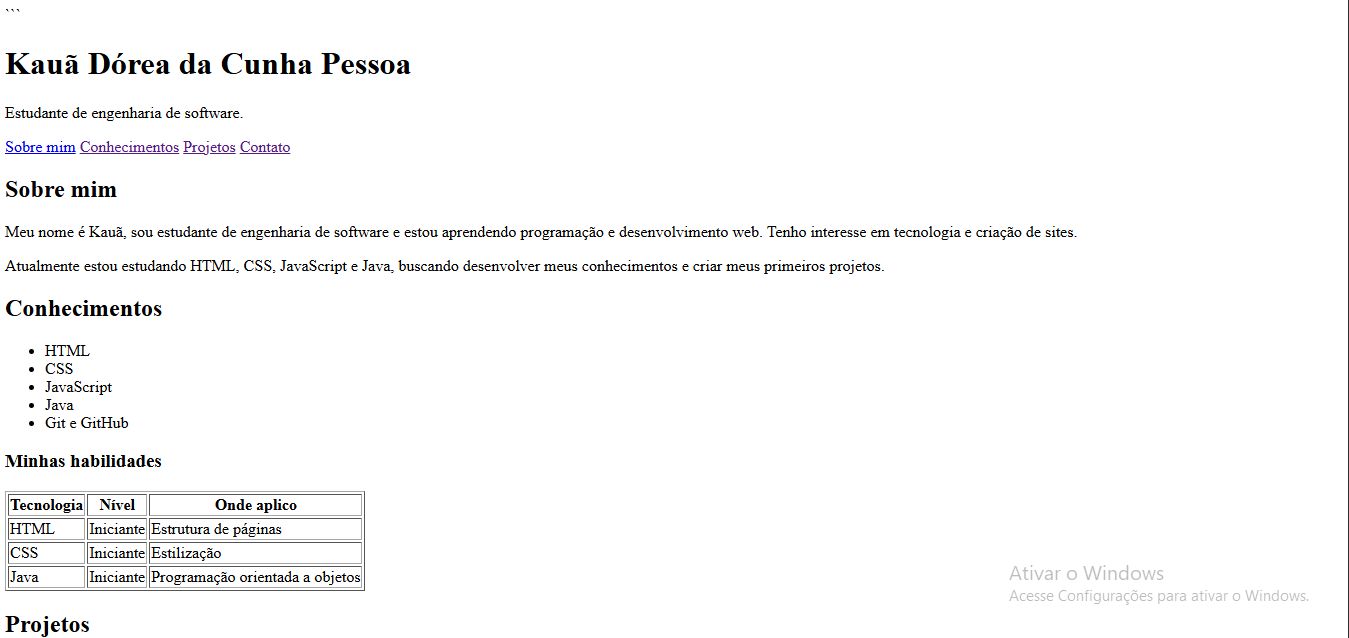 ```
Kauã Dórea da Cunha Pessoa
Estudante de engenharia de software.
Sobre mim Conhecimentos Projetos Contato
Sobre mim
Meu nome é Kauã, sou estudante de engenharia de software e estou aprendendo programação e desenvolvimento web. Tenho interesse em tecnologia e criação de sites.
Atualmente estou estudando HTML, CSS, JavaScript e Java, buscando desenvolver meus conhecimentos e criar meus primeiros projetos.
Conhecimentos
• HTML
• CSS
• JavaScript
• Java
• Git e GitHub
Minhas habilidades
Tecnologia Nível Onde aplico
HTML Iniciante Estrutura de páginas
CSS Iniciante Estilização
Java Iniciante Programação orientada a objetos
Ativar o Windows
Acesse Configurações para ativar o Windows.
Projetos